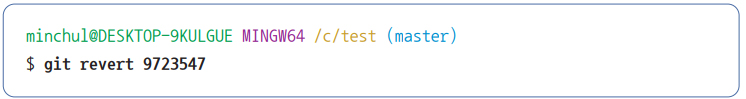 minchul@DESKTOP-9KULGUE MINGW64 /c/test (master)
$ git revert 9723547